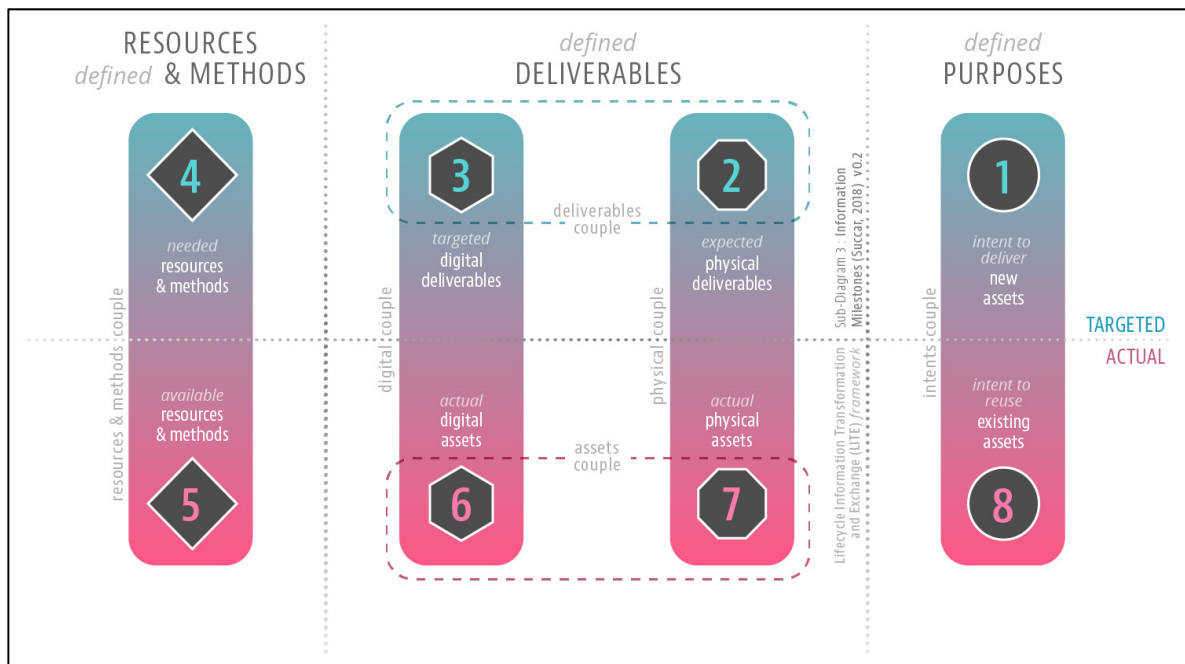 RESOURCES
defined & METHODS
defined
DELIVERABLES
defined
PURPOSES
4
3
2
1
deliverables
couple
needed
resources
& methods
targeted
digital
deliverables
expected
physical
deliverables
intent to
deliver
new
assets
resources & methods couple
digital couple
physical couple
Sub-Diagram 3 : Information
Milestones (Succar, 2018) v0.2
intents couple
TARGETED
ACTUAL
Lifecycle Information Transformation
and Exchange (LITE) framework
available
resources
& methods
actual
digital
assets
actual
physical
assets
intent to
reuse
existing
assets
assets
couple
5
6
7
8